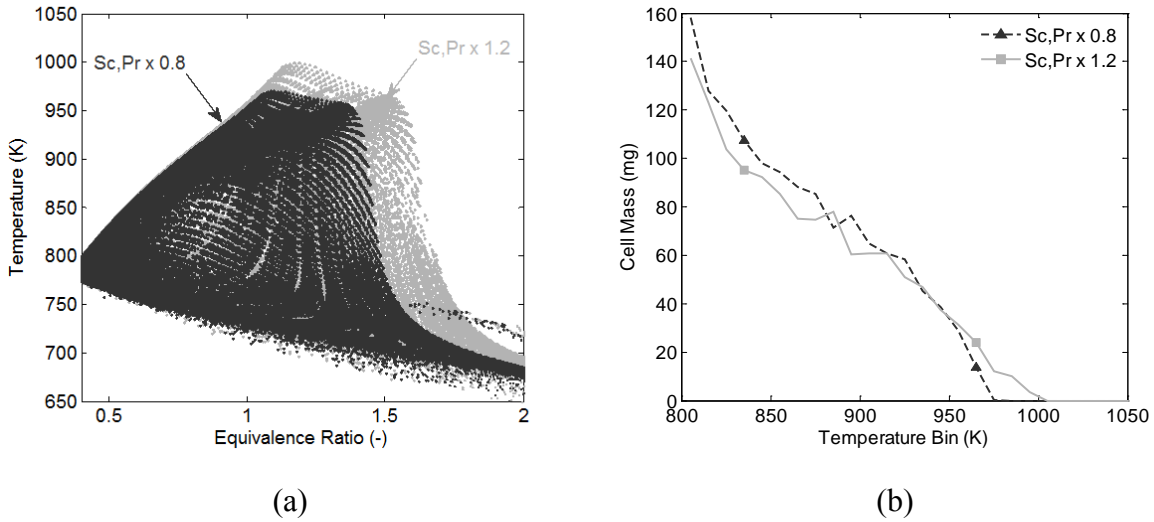 1050
1000
950
900
850
800
750
700
650
0.5
1
1.5
2
Temperature (K)
Equivalence Ratio (-)
Sc,Pr x 0.8
Sc,Pr x 1.2
(a)
160
140
120
100
80
60
40
20
0
800
850
900
950
1000
1050
Cell Mass (mg)
Temperature Bin (K)
Sc,Pr x 0.8
Sc,Pr x 1.2
(b)